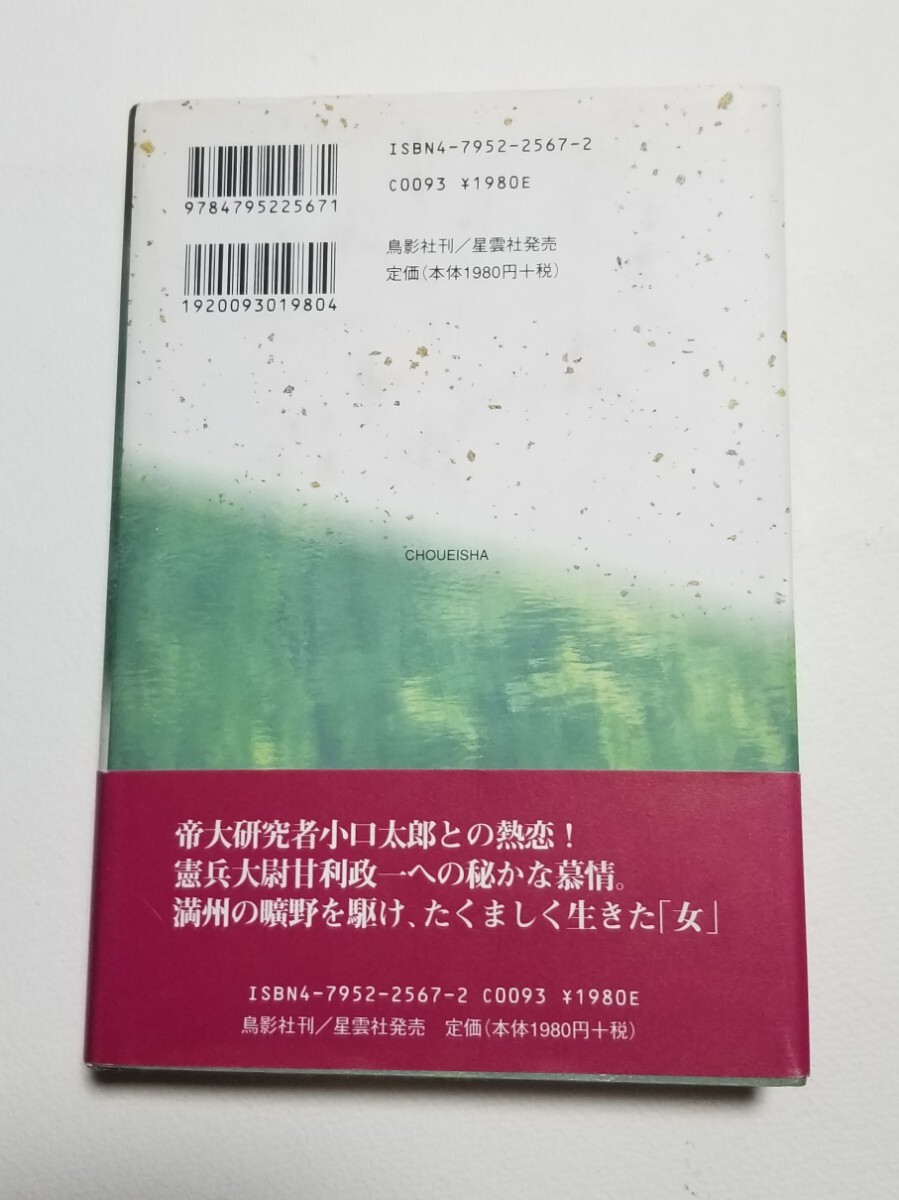 ISBN4-7952-2567-2
C0093 ¥1980E
9784795225671
鳥影社刊／星雲社発売
定価（本体1980円＋税）
1920093019804
CHOUEISHA
帝大研究者小口太郎との熱恋！
憲兵大尉甘利政一への秘かな慕情。
満州の曠野を駆け、たくましく生きた「女」
ISBN4-7952-2567-2 C0093 ¥1980E
鳥影社刊／星雲社発売 定価（本体1980円＋税）